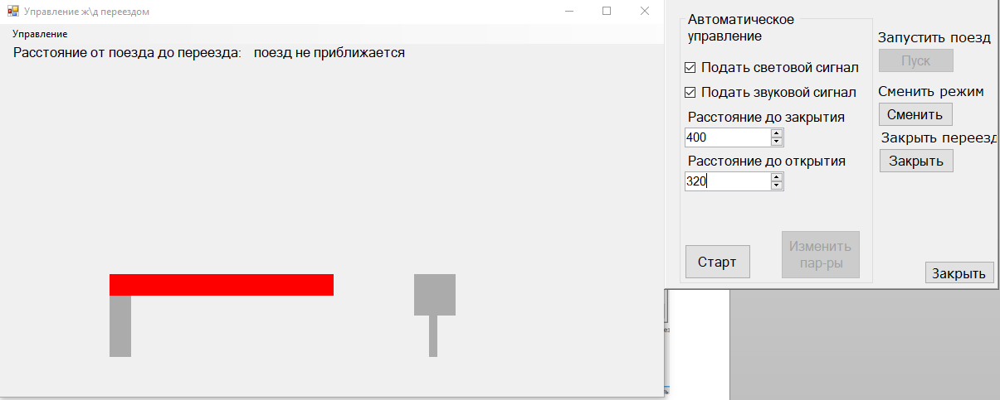 Управление ж\д переездом
Управление
Расстояние от поезда до переезда: поезд не приближается
Автоматическое
управление
Подать световой сигнал
Подать звуковой сигнал
Расстояние до закрытия
400
Расстояние до открытия
320
Старт
Изменить
пар-ры
Запустить поезд
Пуск
Сменить режим
Сменить
Закрыть переезд
Закрыть
Закрыть